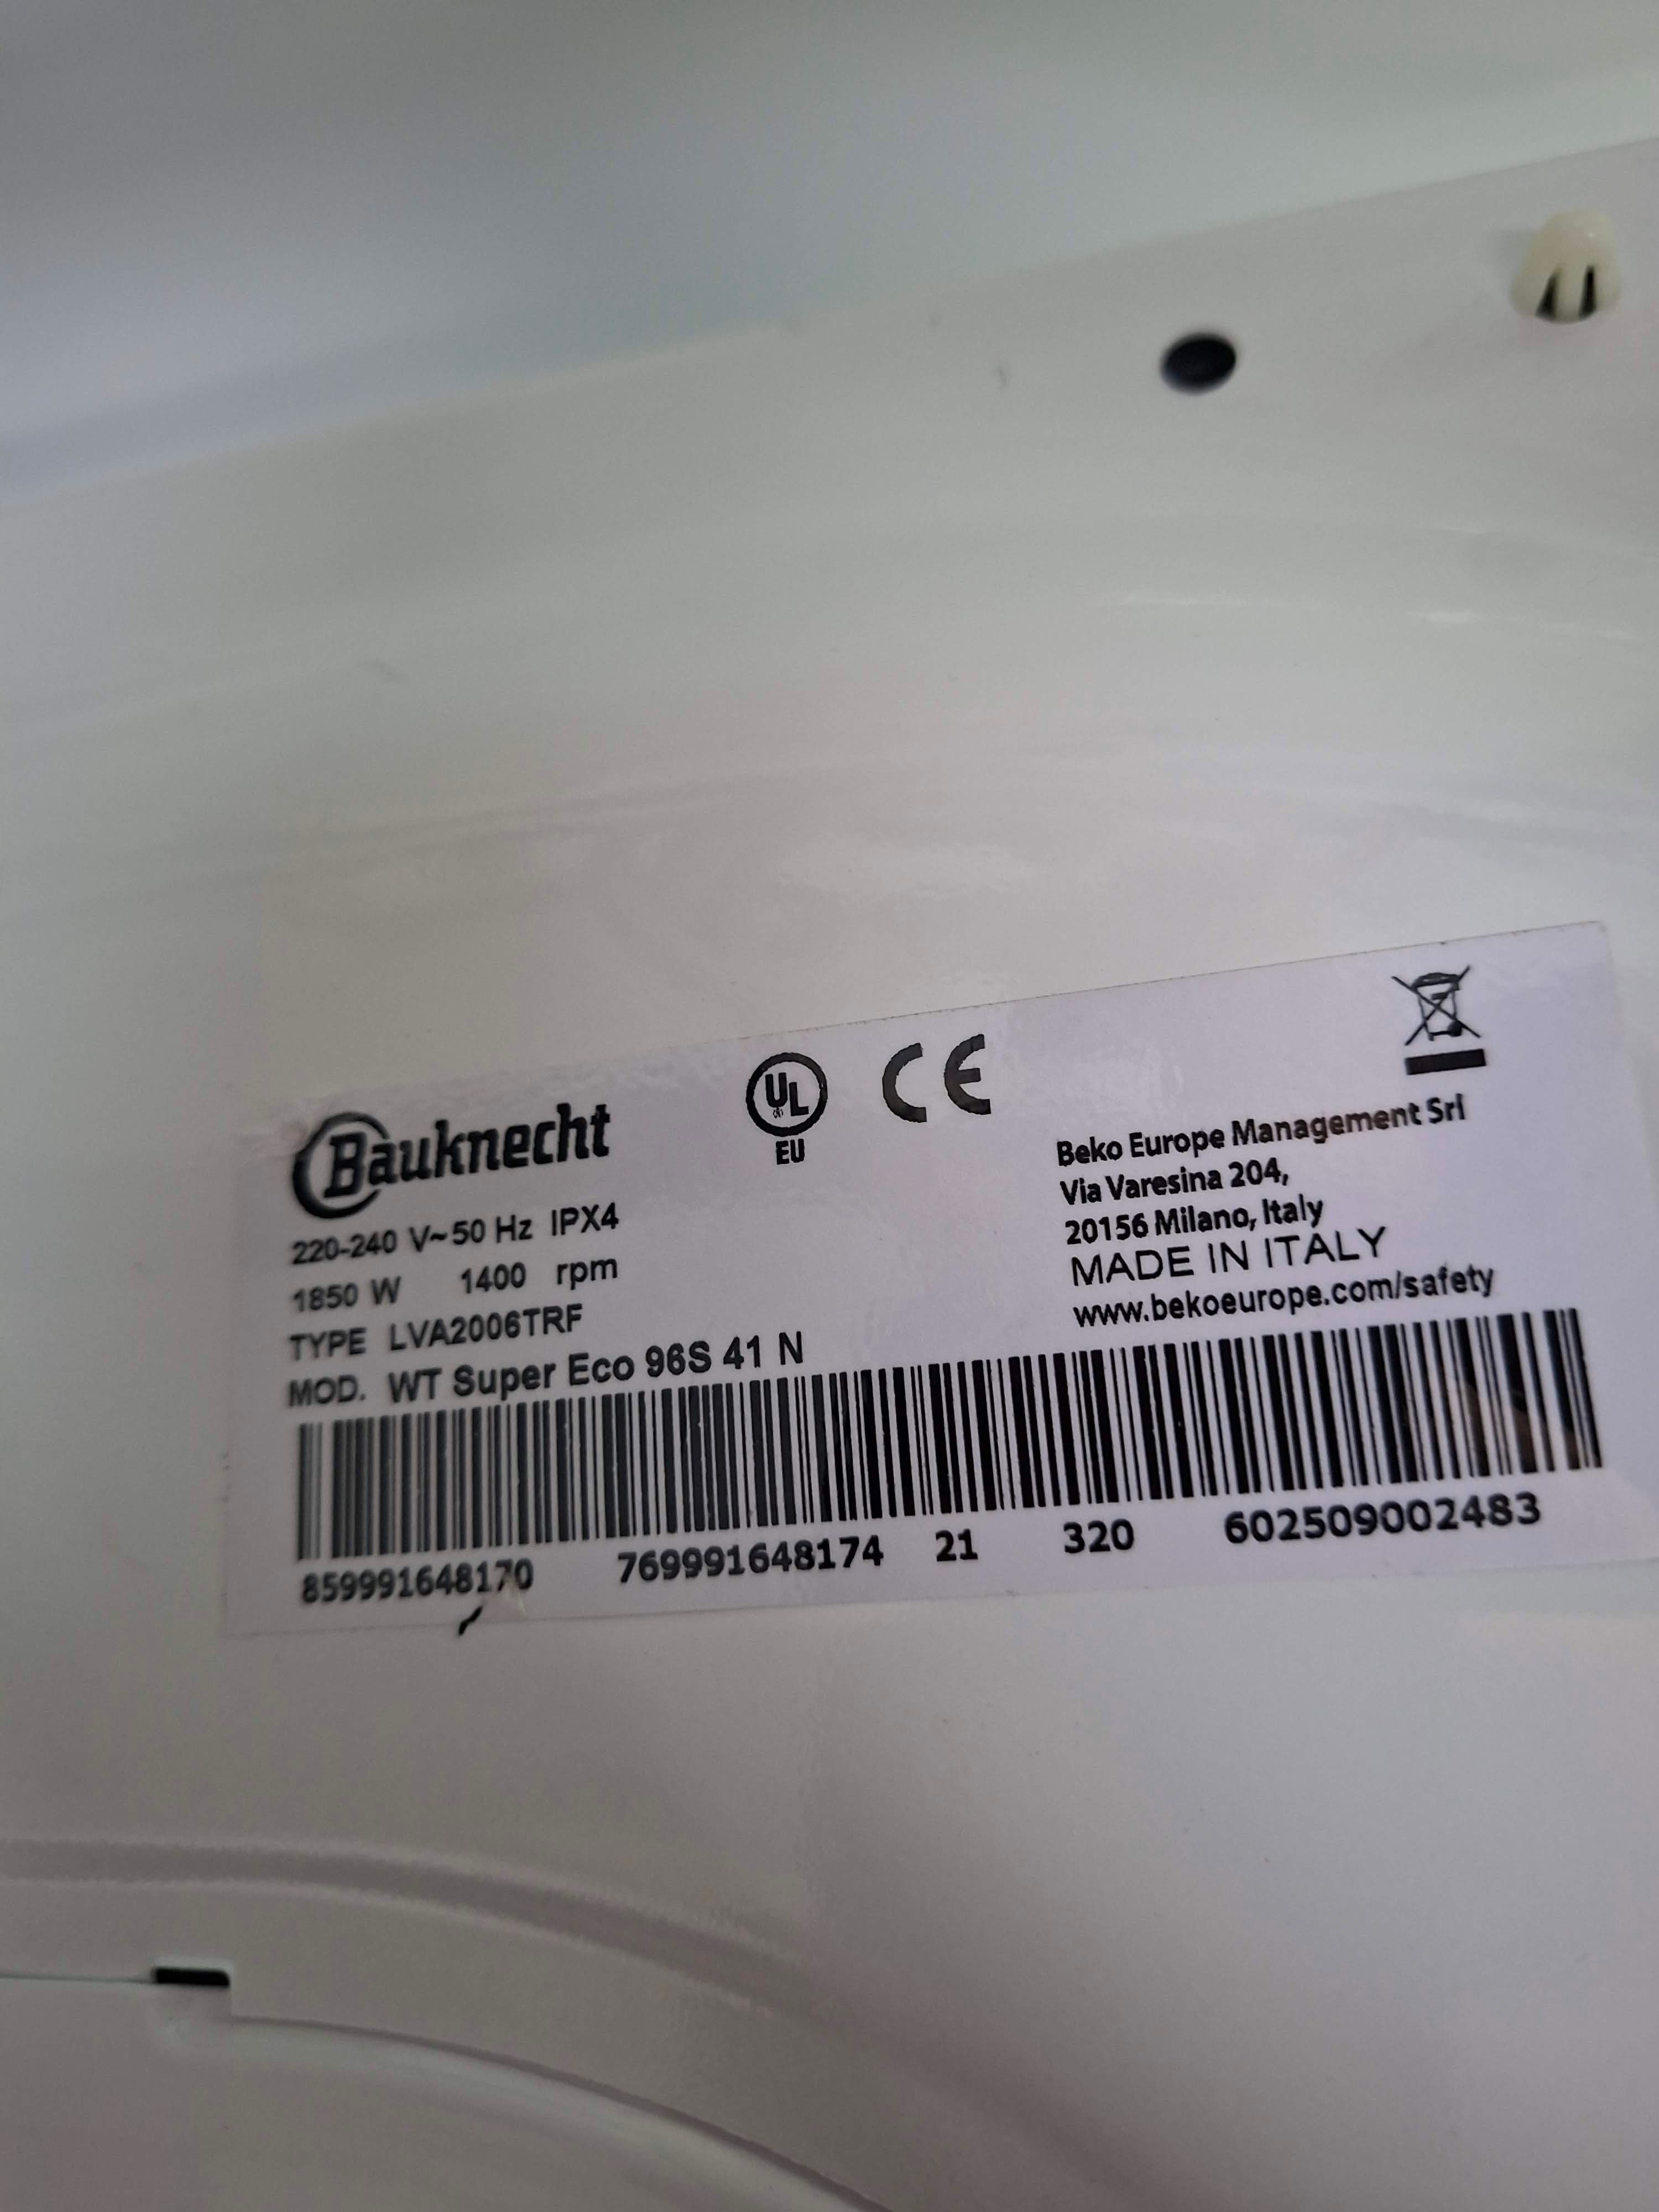 Bauknecht
UL
EU
CE
220-240 V~50 Hz IPX4
1850 W 1400 rpm
TYPE LVA2006TRF
MOD. WT Super Eco 96S 41 N
Beko Europe Management Srl
Via Varesina 204,
20156 Milano, Italy
MADE IN ITALY
www.bekoeurope.com/safety
859991648170 769991648174 21 320 602509002483